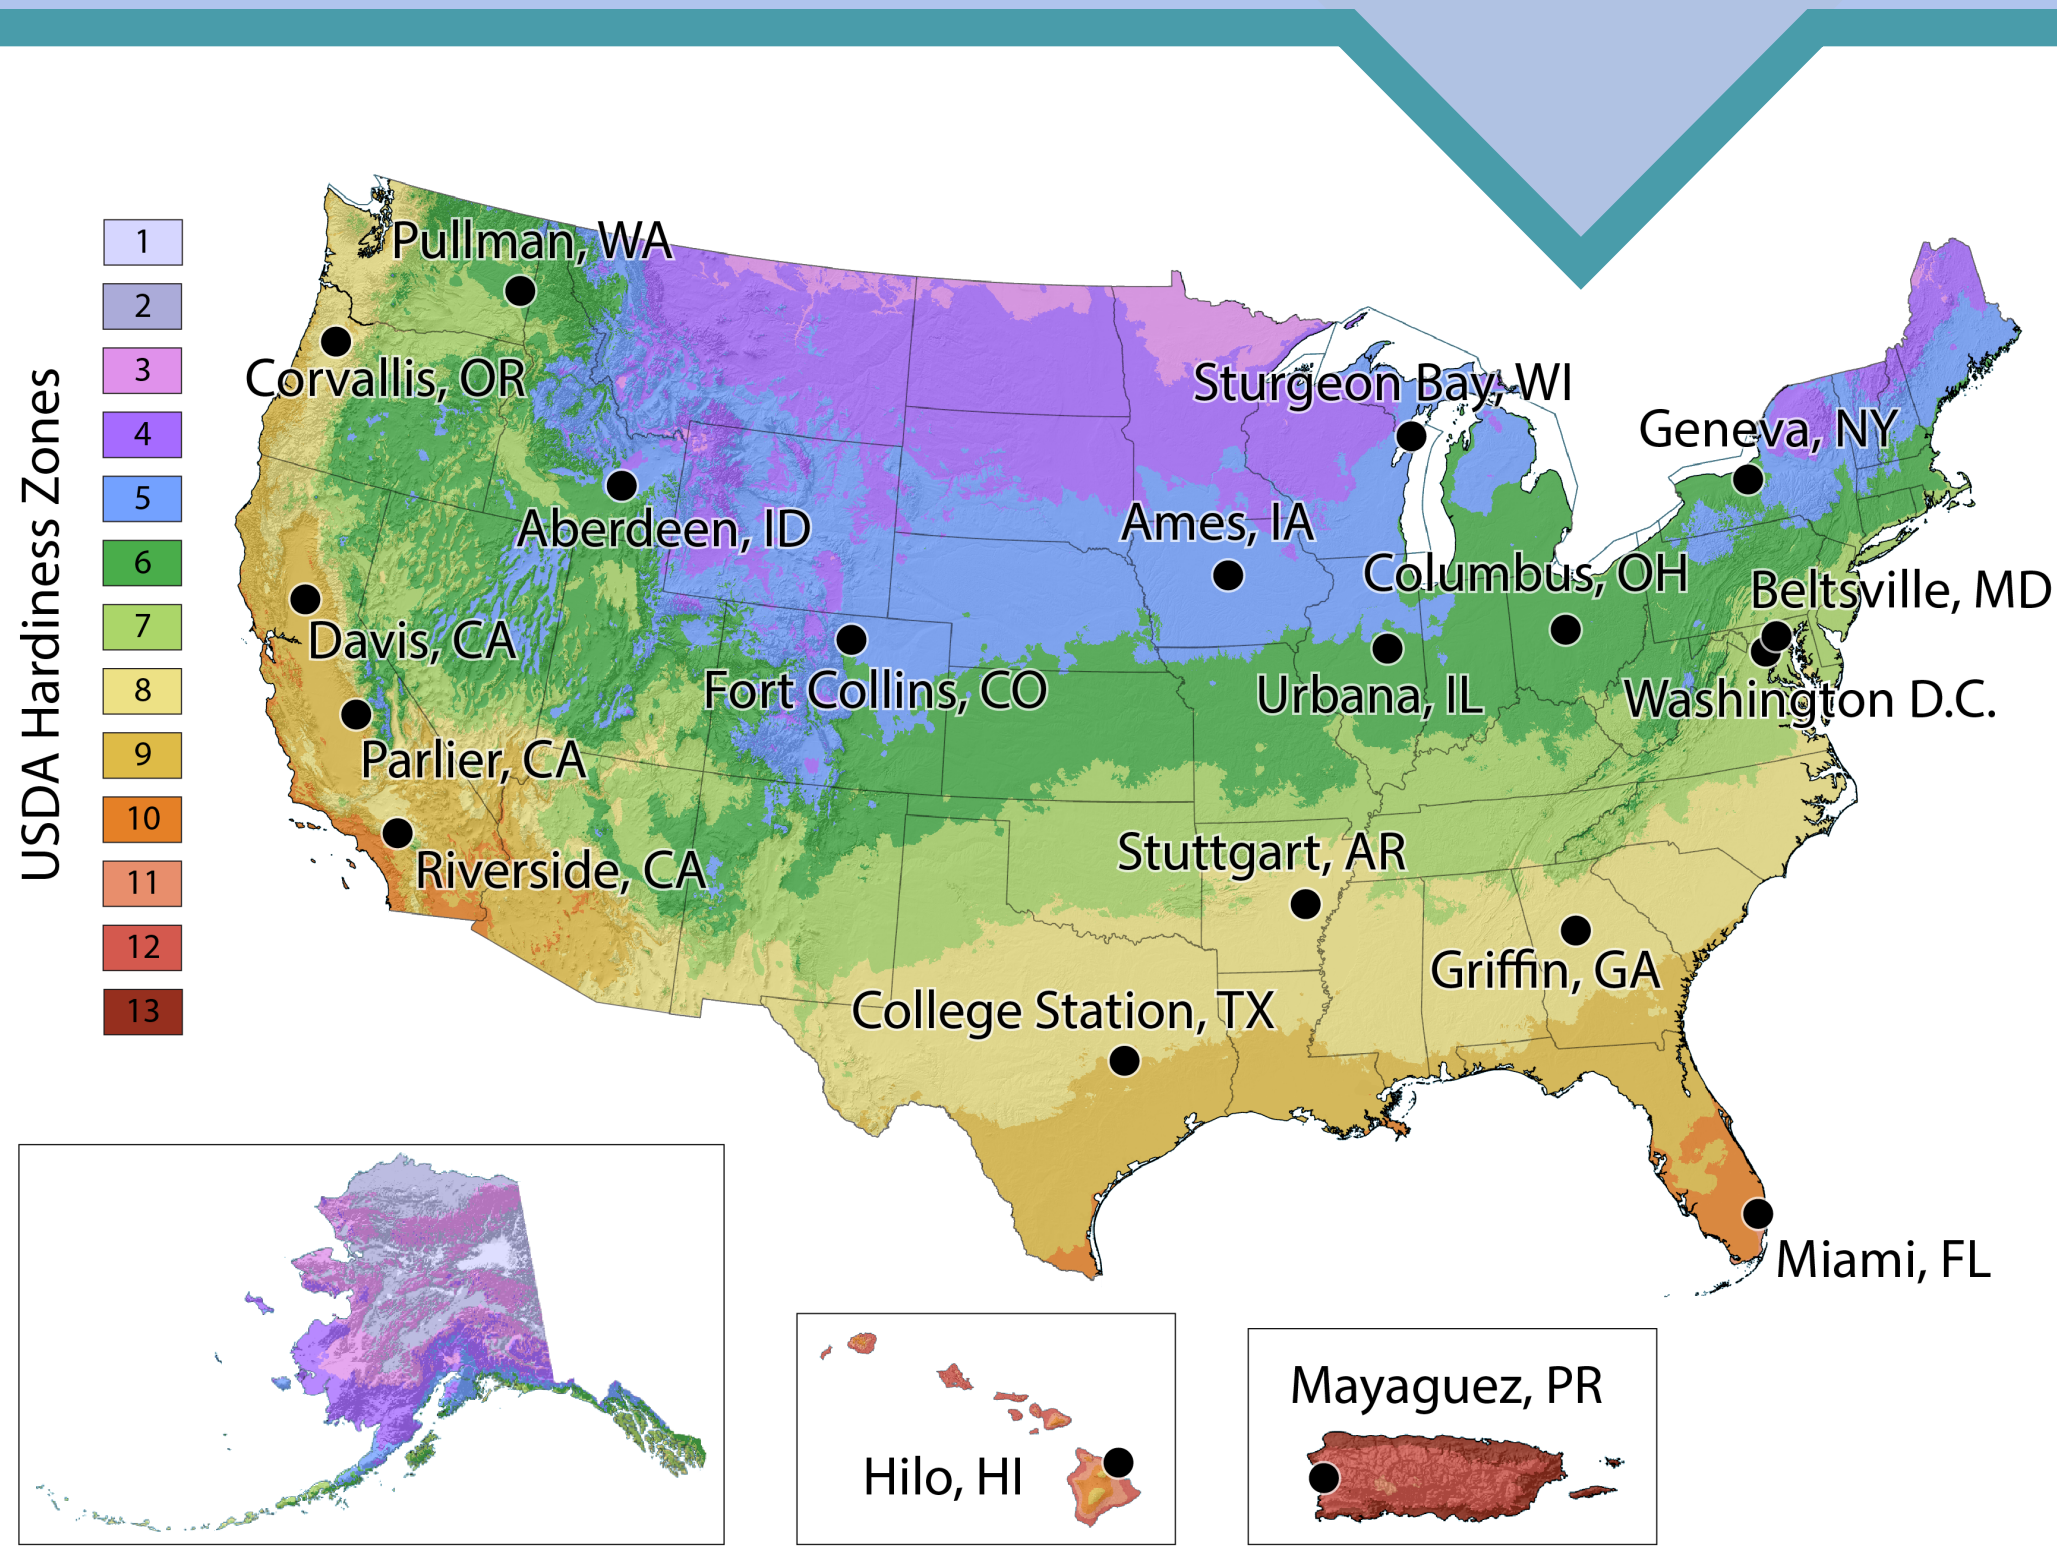 USDA Hardiness Zones
1
2
3
4
5
6
7
8
9
10
11
12
13
Pullman, WA
Corvallis, OR
Sturgeon Bay, WI
Geneva, NY
Aberdeen, ID
Ames, IA
Columbus, OH
Beltsville, MD
Davis, CA
Fort Collins, CO
Urbana, IL
Washington D.C.
Parlier, CA
Riverside, CA
Stuttgart, AR
Griffin, GA
College Station, TX
Miami, FL
Hilo, HI
Mayaguez, PR